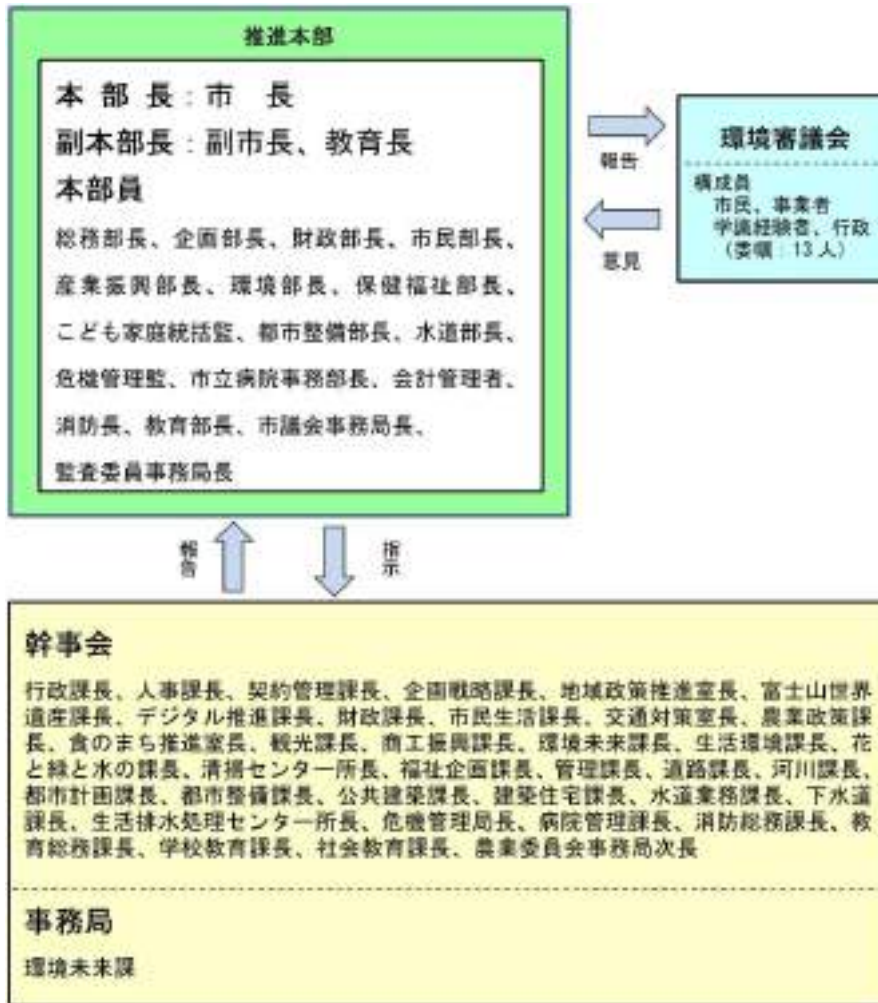 推進本部
本 部 長：市　長
副本部長：副市長、教育長
本部員
総務部長、企画部長、財政部長、市民部長、
産業振興部長、環境部長、保健福祉部長、
こども家庭統括監、都市整備部長、水道部長、
危機管理監、市立病院事務部長、会計管理者、
消防長、教育部長、市議会事務局長、
監査委員事務局長
報告
意見
環境審議会
構成員
市民、事業者
学識経験者、行政
（委嘱：13人）
報告
指示
幹事会
行政課長、人事課長、契約管理課長、企画戦略課長、地域政策推進室長、富士山世界
遺産課長、デジタル推進課長、財政課長、市民生活課長、交通対策室長、農業政策課
長、食のまち推進室長、観光課長、商工振興課長、環境未来課長、生活環境課長、花
と緑と水の課長、清掃センター所長、福祉企画課長、管理課長、道路課長、河川課長、
都市計画課長、都市整備課長、公共建築課長、建築住宅課長、水道業務課長、下水道
課長、生活排水処理センター所長、危機管理局長、病院管理課長、消防総務課長、教
育総務課長、学校教育課長、社会教育課長、農業委員会事務局次長
事務局
環境未来課